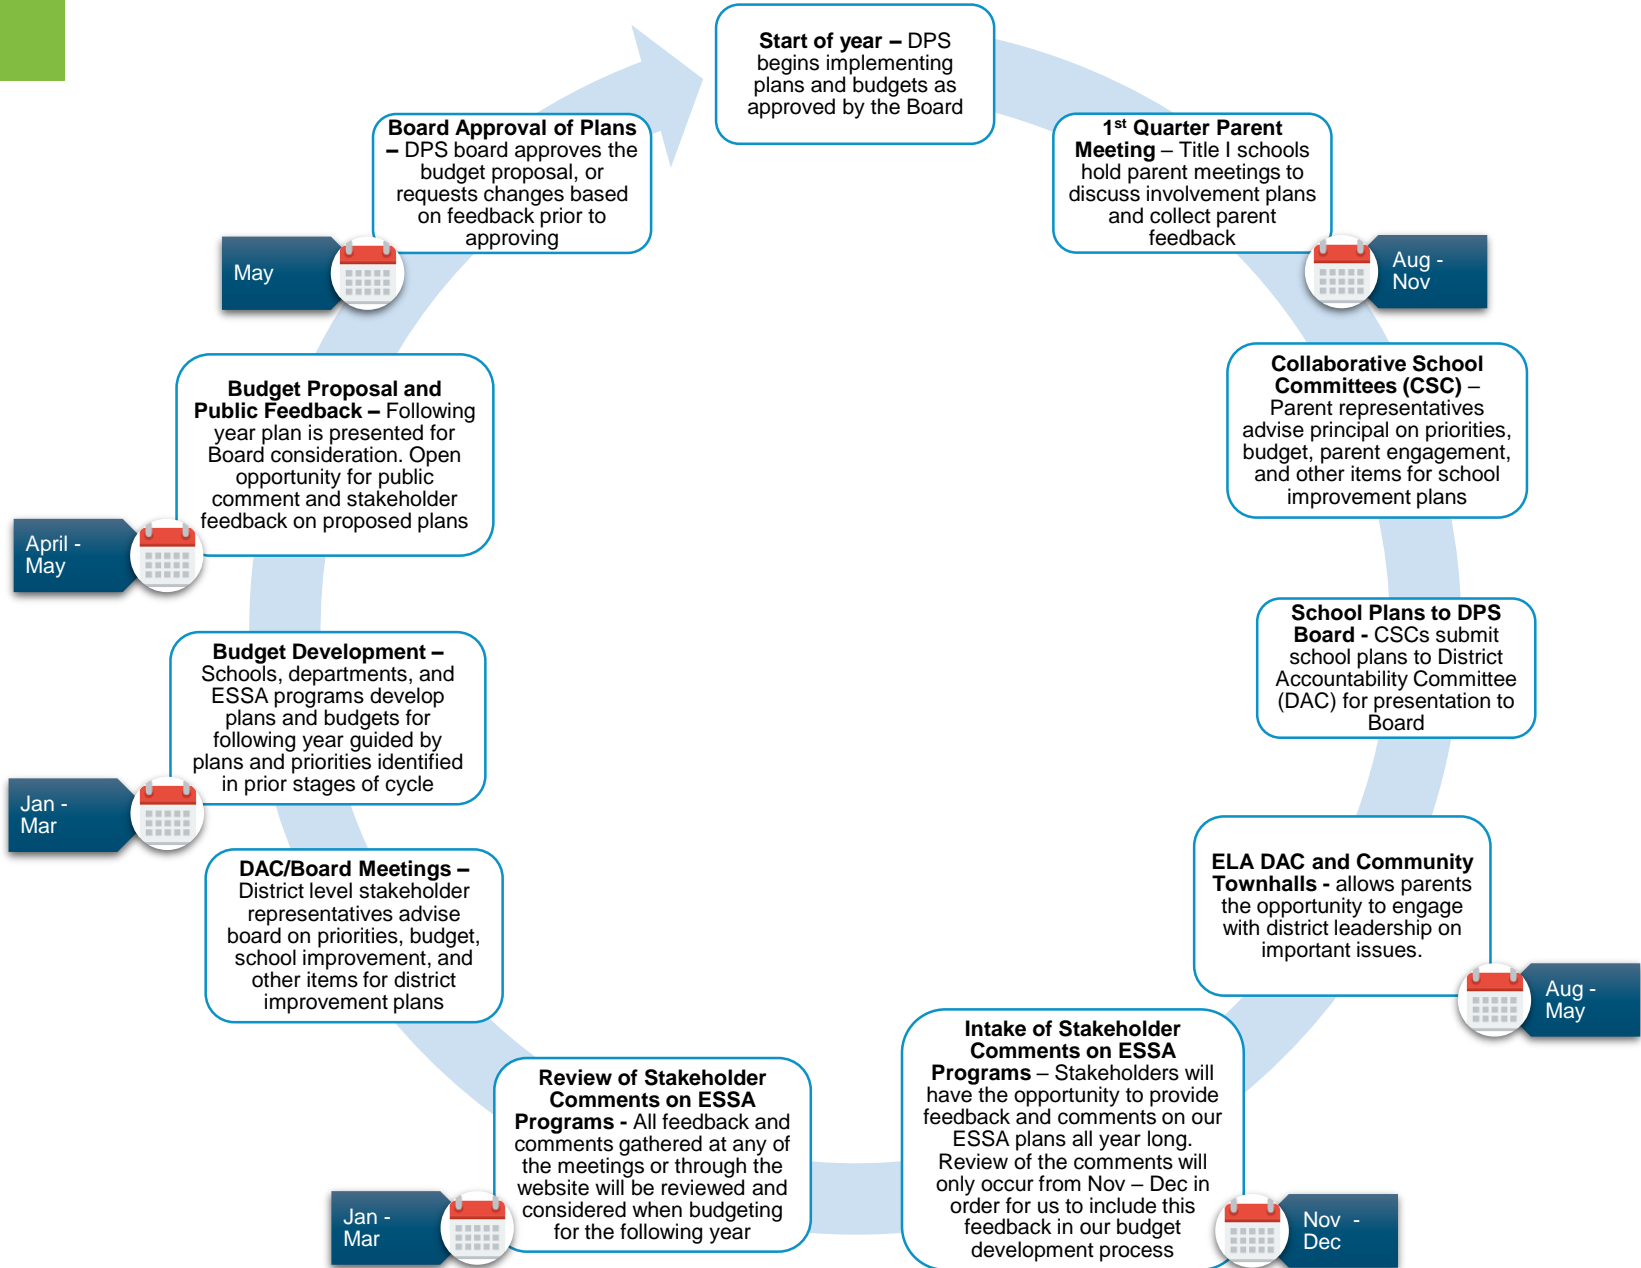 Start of year – DPS
begins implementing
plans and budgets as
approved by the Board
1st Quarter Parent
Meeting – Title I schools
hold parent meetings to
discuss involvement plans
and collect parent
feedback
Aug -
Nov
Collaborative School
Committees (CSC) –
Parent representatives
advise principal on priorities,
budget, parent engagement,
and other items for school
improvement plans
School Plans to DPS
Board - CSCs submit
school plans to District
Accountability Committee
(DAC) for presentation to
Board
ELA DAC and Community
Townhalls - allows parents
the opportunity to engage
with district leadership on
important issues.
Aug -
May
Intake of Stakeholder
Comments on ESSA
Programs – Stakeholders will
have the opportunity to provide
feedback and comments on our
ESSA plans all year long.
Review of the comments will
only occur from Nov – Dec in
order for us to include this
feedback in our budget
development process
Nov -
Dec
Review of Stakeholder
Comments on ESSA
Programs - All feedback and
comments gathered at any of
the meetings or through the
website will be reviewed and
considered when budgeting
for the following year
Jan -
Mar
DAC/Board Meetings –
District level stakeholder
representatives advise
board on priorities, budget,
school improvement, and
other items for district
improvement plans
Budget Development –
Schools, departments, and
ESSA programs develop
plans and budgets for
following year guided by
plans and priorities identified
in prior stages of cycle
Jan -
Mar
Budget Proposal and
Public Feedback – Following
year plan is presented for
Board consideration. Open
opportunity for public
comment and stakeholder
feedback on proposed plans
April -
May
Board Approval of Plans
– DPS board approves the
budget proposal, or
requests changes based
on feedback prior to
approving
May